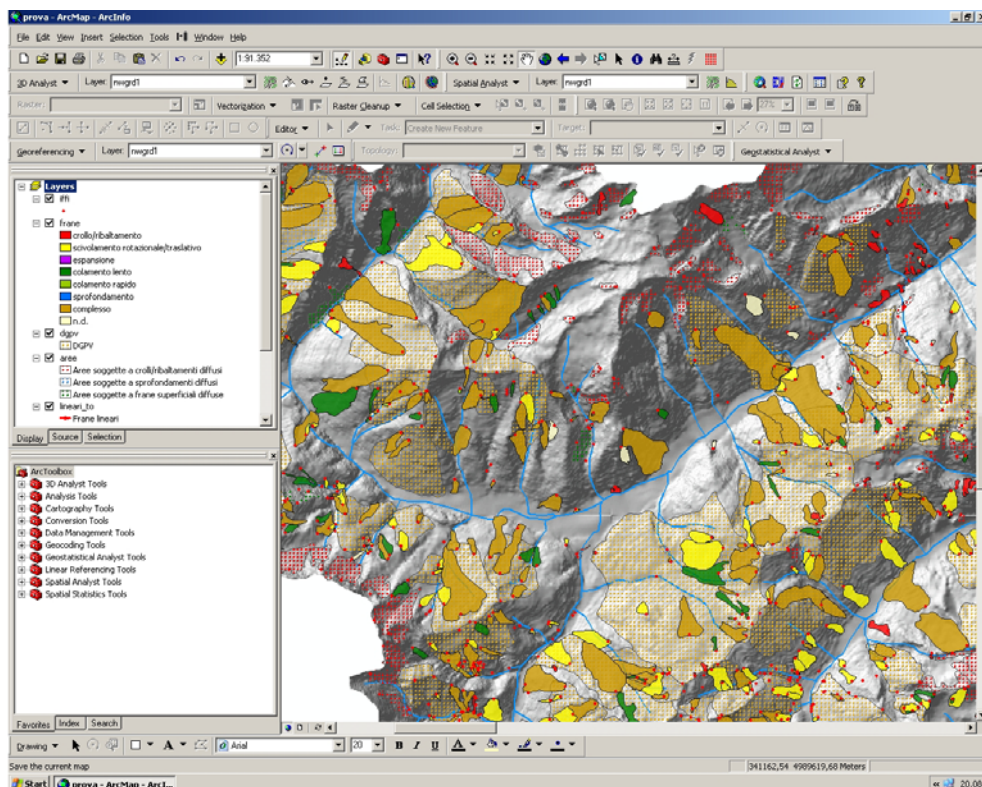 prova - ArcMap - ArcInfo
File Edit View Insert Selection Tools Window Help
1:91.352
3D Analyst Layer: nwgrd1 Spatial Analyst Layer: nwgrd1
Raster: Vectorization Raster Cleanup Cell Selection 27%
Editor Task: Create New Feature Target:
Georeferencing Layer: nwgrd1 Topology: Geostatistical Analyst
Layers
iffi
frane
crollo/ribaltamento
scivolamento rotazionale/traslativo
espansione
colamento lento
colamento rapido
sprofondamento
complesso
n.d.
dgpv
DGPV
aree
Aree soggette a crolli/ribaltamenti diffusi
Aree soggette a sprofondamenti diffusi
Aree soggette a frane superficiali diffuse
lineari_to
Frane lineari
Display Source Selection
ArcToolbox
3D Analyst Tools
Analysis Tools
Cartography Tools
Conversion Tools
Data Management Tools
Geocoding Tools
Geostatistical Analyst Tools
Linear Referencing Tools
Spatial Analyst Tools
Spatial Statistics Tools
Favorites Index Search
Drawing A Arial 20 B I U A
Save the current map 341162,54 4989619,68 Meters
Start prova - ArcMap - ArcI... 20.08